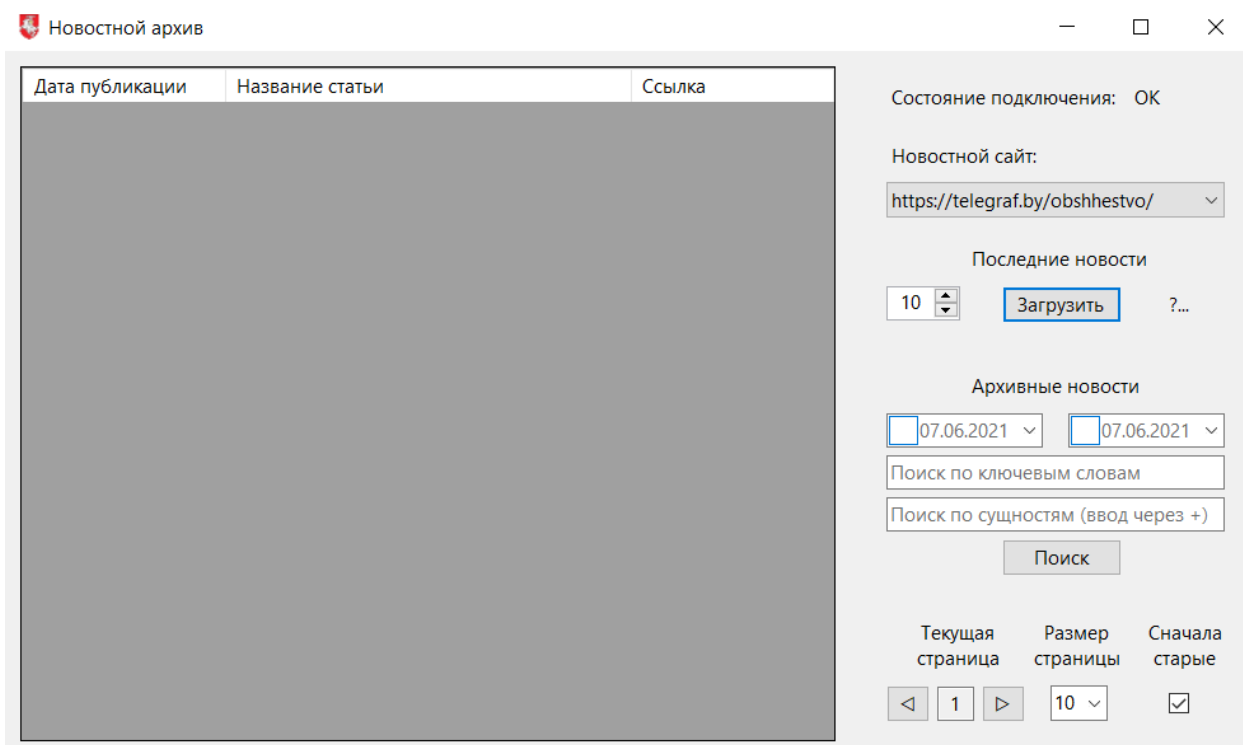 Новостной архив
Дата публикации Название статьи Ссылка
Состояние подключения: ОК
Новостной сайт:
https://telegraf.by/obshhestvo/
Последние новости
10 Загрузить ?...
Архивные новости
07.06.2021 07.06.2021
Поиск по ключевым словам
Поиск по сущностям (ввод через +)
Поиск
Текущая страница
Размер страницы
Сначала старые
1 10